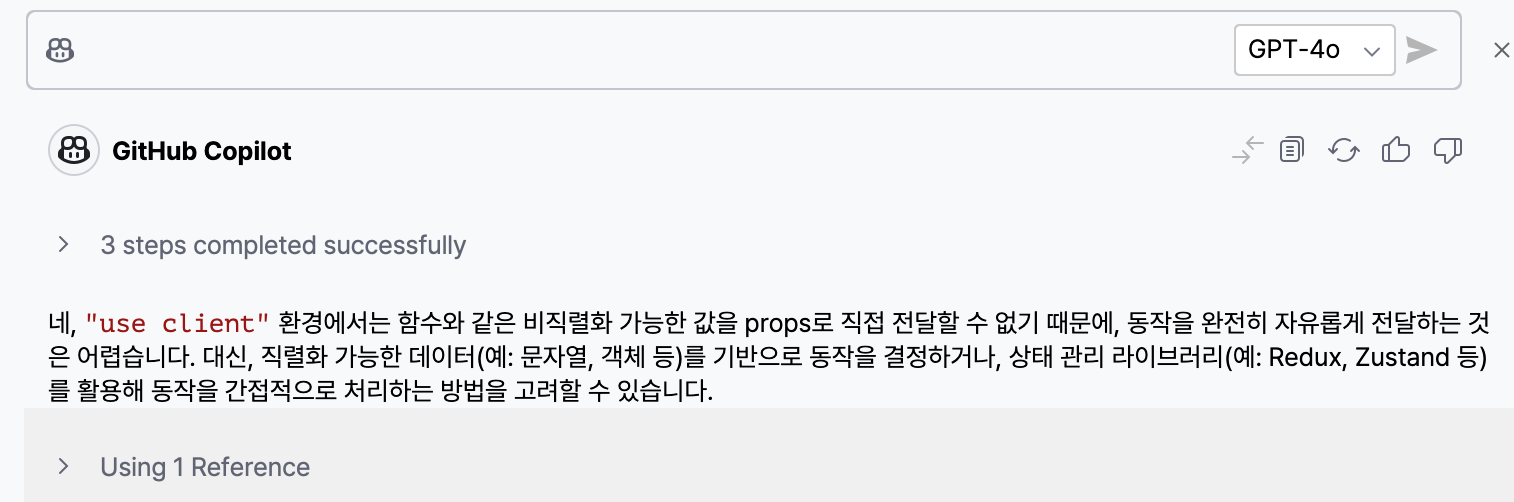 GPT-4o
GitHub Copilot
3 steps completed successfully
네, "use client" 환경에서는 함수와 같은 비직렬화 가능한 값을 props로 직접 전달할 수 없기 때문에, 동작을 완전히 자유롭게 전달하는 것
은 어렵습니다. 대신, 직렬화 가능한 데이터(예: 문자열, 객체 등)를 기반으로 동작을 결정하거나, 상태 관리 라이브러리(예: Redux, Zustand 등)
를 활용해 동작을 간접적으로 처리하는 방법을 고려할 수 있습니다.
Using 1 Reference